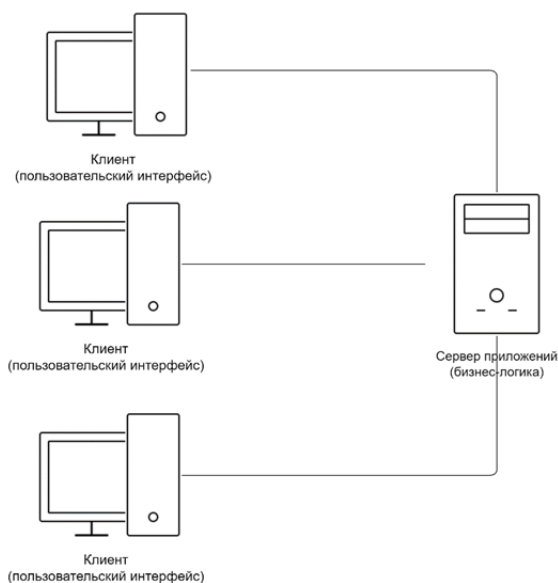 Клиент
(пользовательский интерфейс)
Клиент
(пользовательский интерфейс)
Сервер приложений
(бизнес-логика)
Клиент
(пользовательский интерфейс)